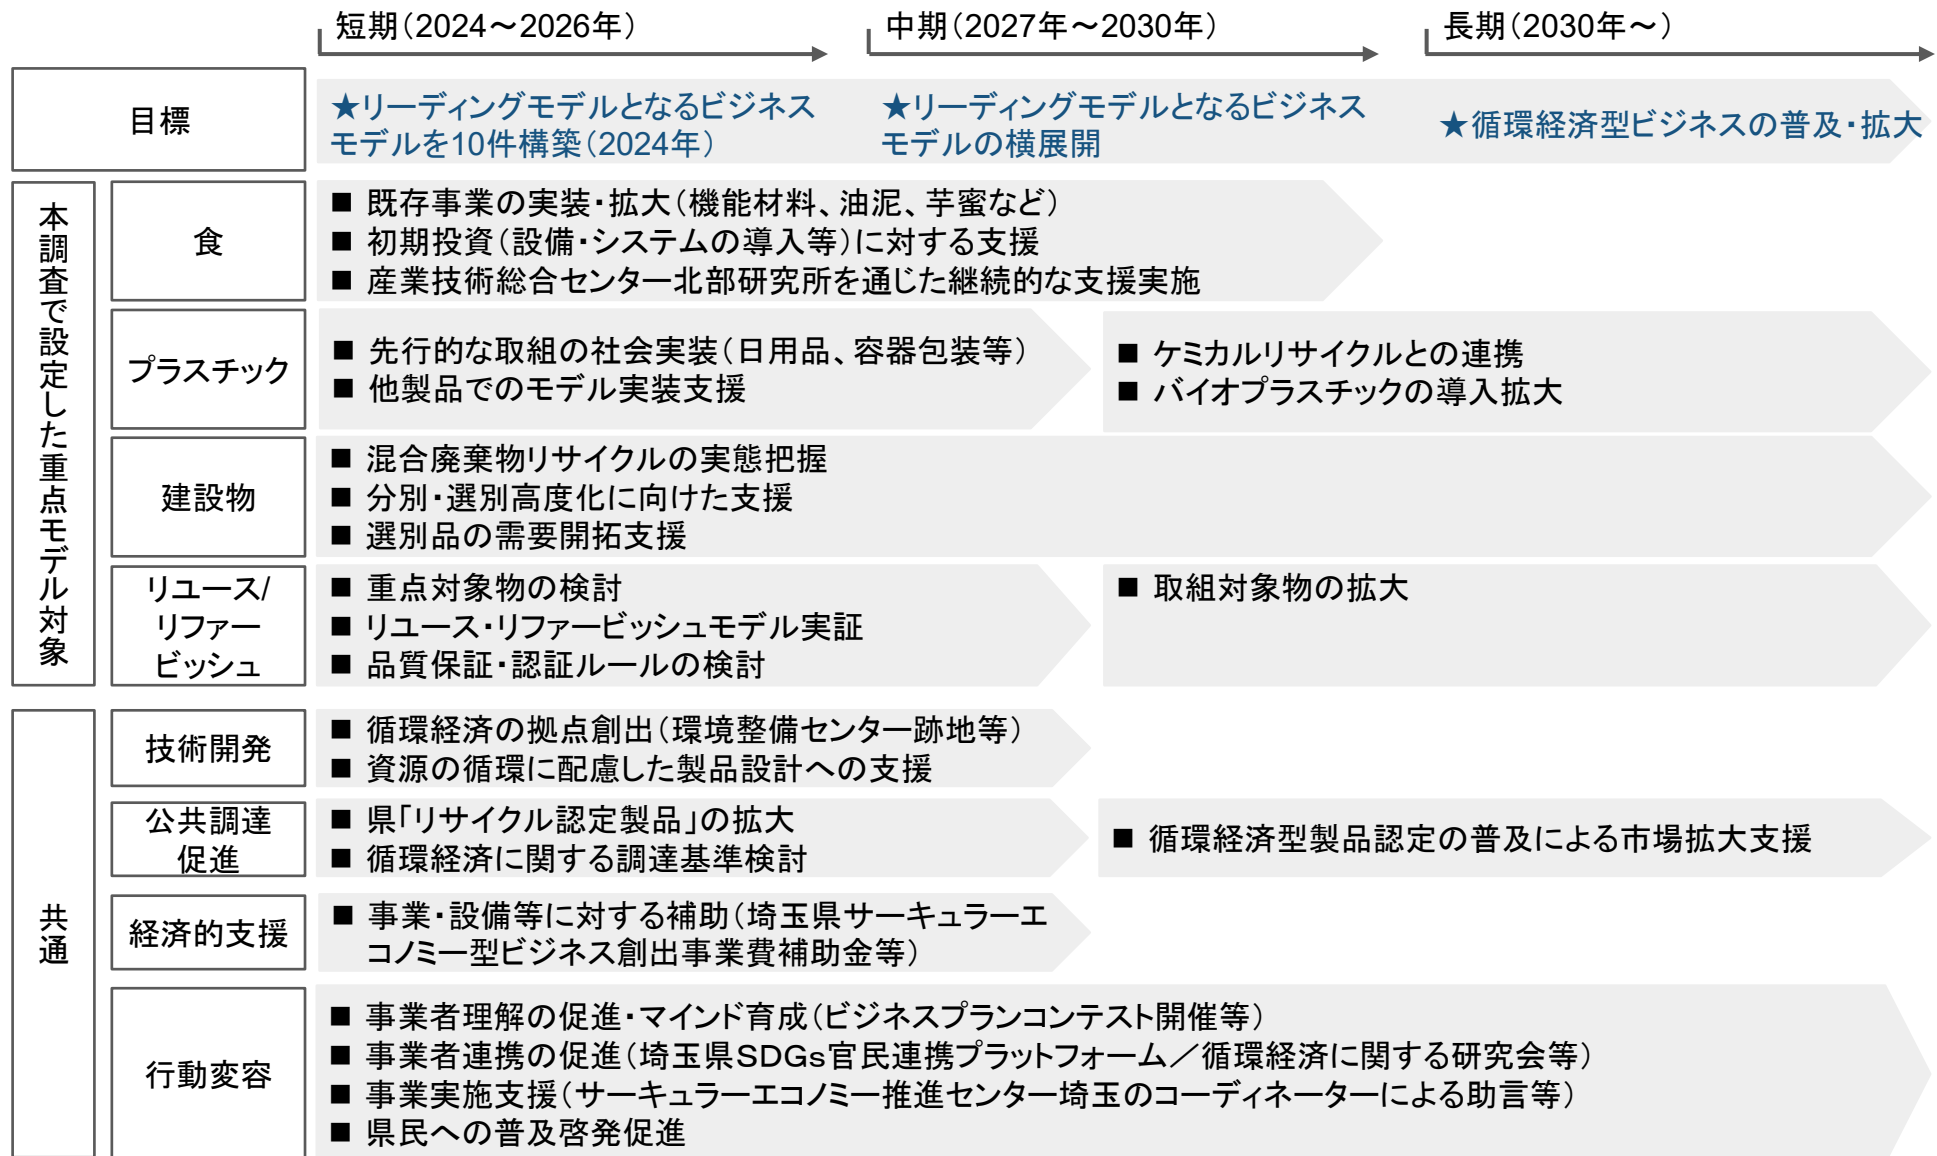 短期(2024～2026年)
中期(2027年～2030年)
長期(2030年～)
目標
★リーディングモデルとなるビジネス
モデルを10件構築(2024年)
★リーディングモデルとなるビジネス
モデルの横展開
★循環経済型ビジネスの普及・拡大
本調査で設定した重点モデル対象
食
■ 既存事業の実装・拡大(機能材料、油泥、芋蜜など)
■ 初期投資(設備・システムの導入等)に対する支援
■ 産業技術総合センター北部研究所を通じた継続的な支援実施
プラスチック
■ 先行的な取組の社会実装(日用品、容器包装等)
■ 他製品でのモデル実装支援
■ ケミカルリサイクルとの連携
■ バイオプラスチックの導入拡大
建設物
■ 混合廃棄物リサイクルの実態把握
■ 分別・選別高度化に向けた支援
■ 選別品の需要開拓支援
リユース/
リファー
ビッシュ
■ 重点対象物の検討
■ リユース・リファービッシュモデル実証
■ 品質保証・認証ルールの検討
■ 取組対象物の拡大
共通
技術開発
■ 循環経済の拠点創出(環境整備センター跡地等)
■ 資源の循環に配慮した製品設計への支援
公共調達
促進
■ 県「リサイクル認定製品」の拡大
■ 循環経済に関する調達基準検討
■ 循環経済型製品認定の普及による市場拡大支援
経済的支援
■ 事業・設備等に対する補助(埼玉県サーキュラーエ
コノミー型ビジネス創出事業費補助金等)
行動変容
■ 事業者理解の促進・マインド育成(ビジネスプランコンテスト開催等)
■ 事業者連携の促進(埼玉県SDGs官民連携プラットフォーム／循環経済に関する研究会等)
■ 事業実施支援(サーキュラーエコノミー推進センター埼玉のコーディネーターによる助言等)
■ 県民への普及啓発促進